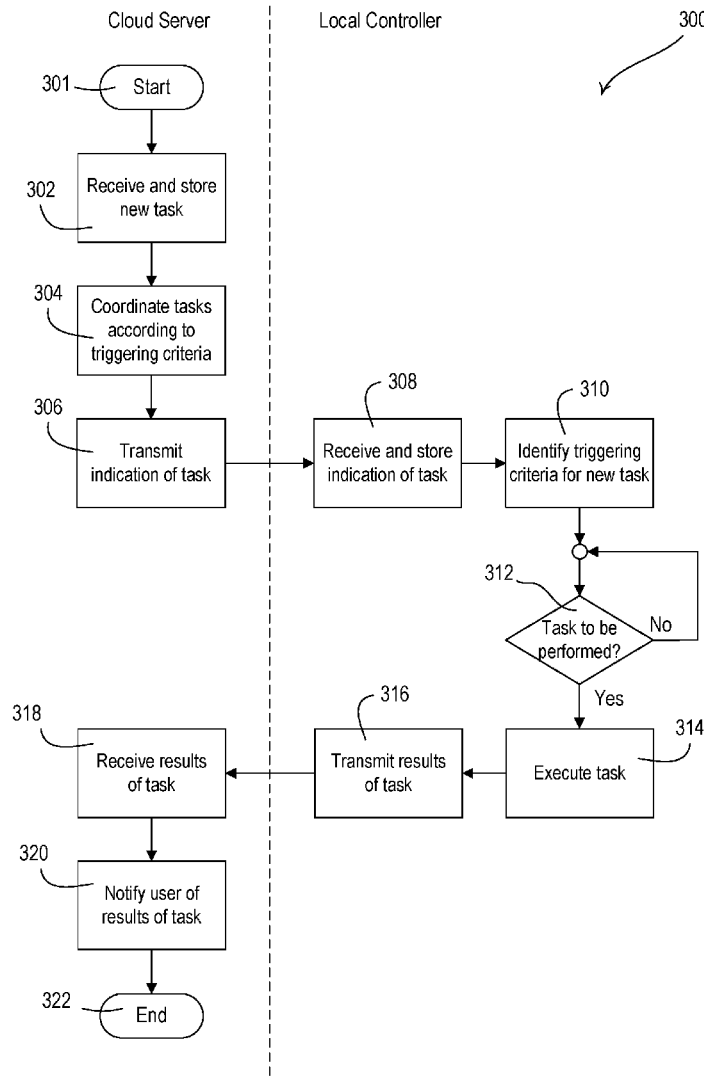 Cloud Server
Local Controller
300
301
Start
302
Receive and store
new task
304
Coordinate tasks
according to
triggering criteria
306
Transmit
indication of task
308
Receive and store
indication of task
310
Identify triggering
criteria for new task
312
Task to be
performed?
No
Yes
314
Execute task
316
Transmit results
of task
318
Receive results
of task
320
Notify user of
results of task
322
End